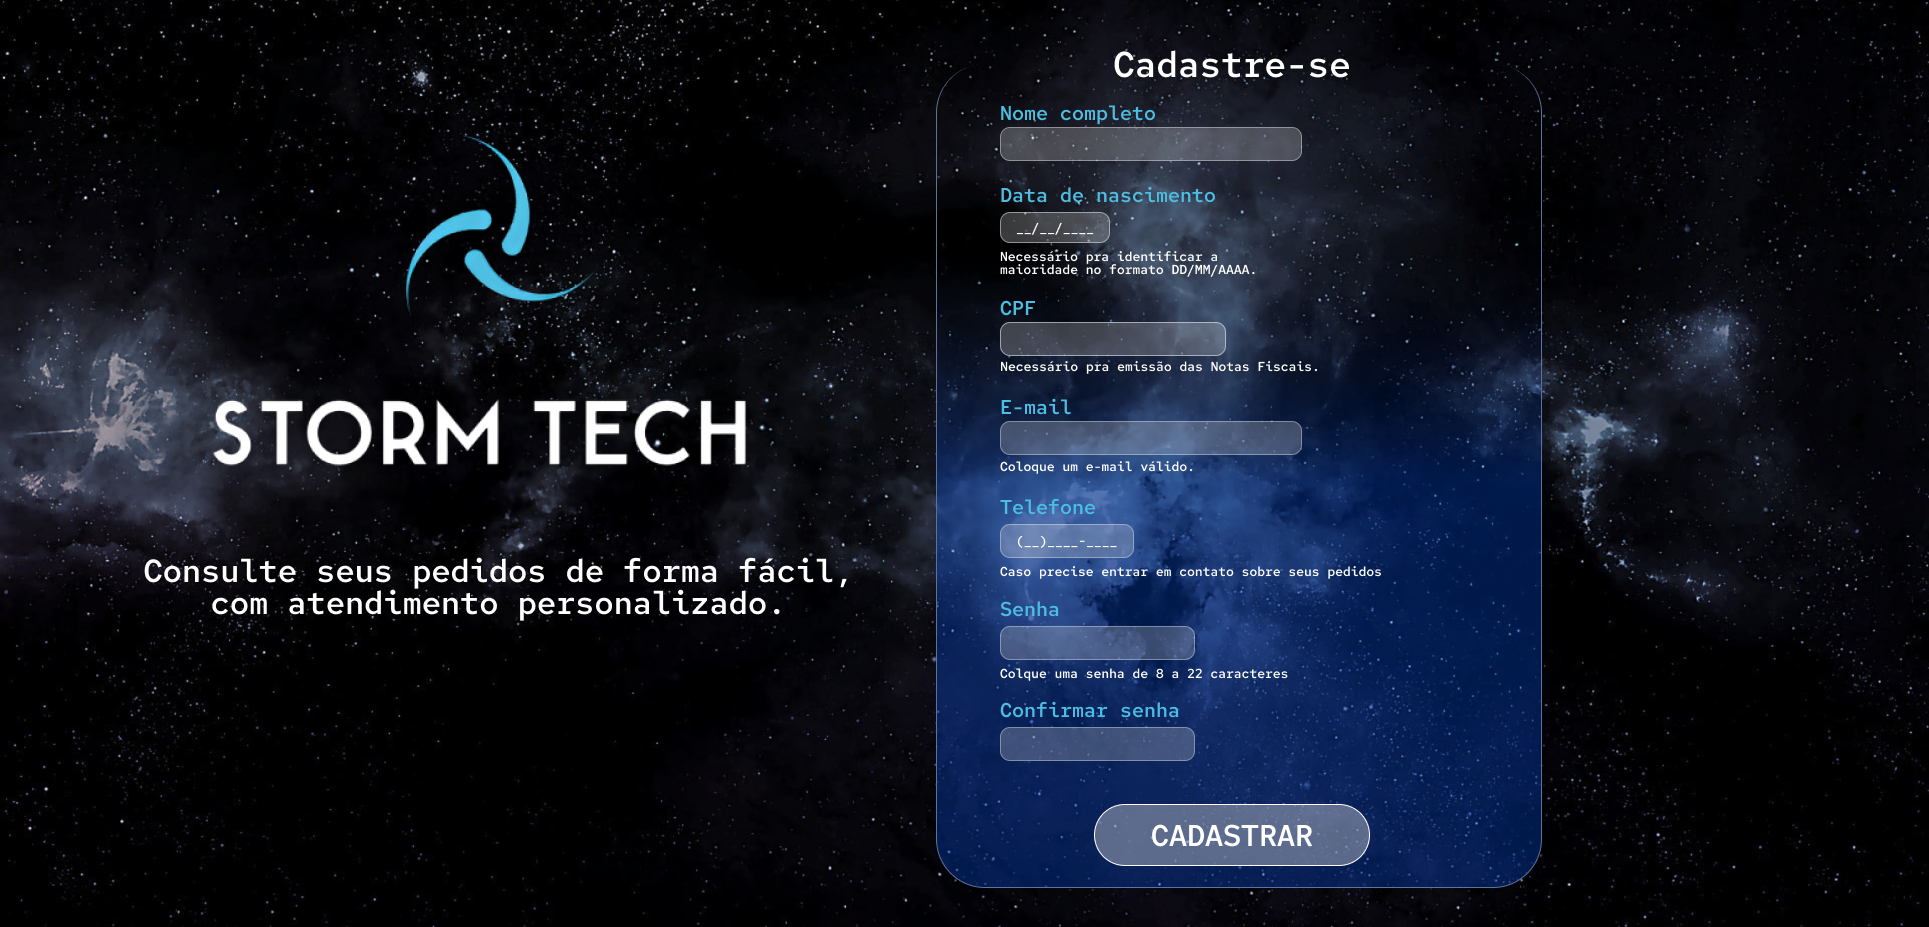 STORM TECH
Consulte seus pedidos de forma fácil,
com atendimento personalizado.
Cadastre-se
Nome completo
Data de nascimento
__/__/____
Necessário pra identificar a
maioridade no formato DD/MM/AAAA.
CPF
Necessário pra emissão das Notas Fiscais.
E-mail
Coloque um e-mail válido.
Telefone
(__)____-____
Caso precise entrar em contato sobre seus pedidos
Senha
Colque uma senha de 8 a 22 caracteres
Confirmar senha
CADASTRAR